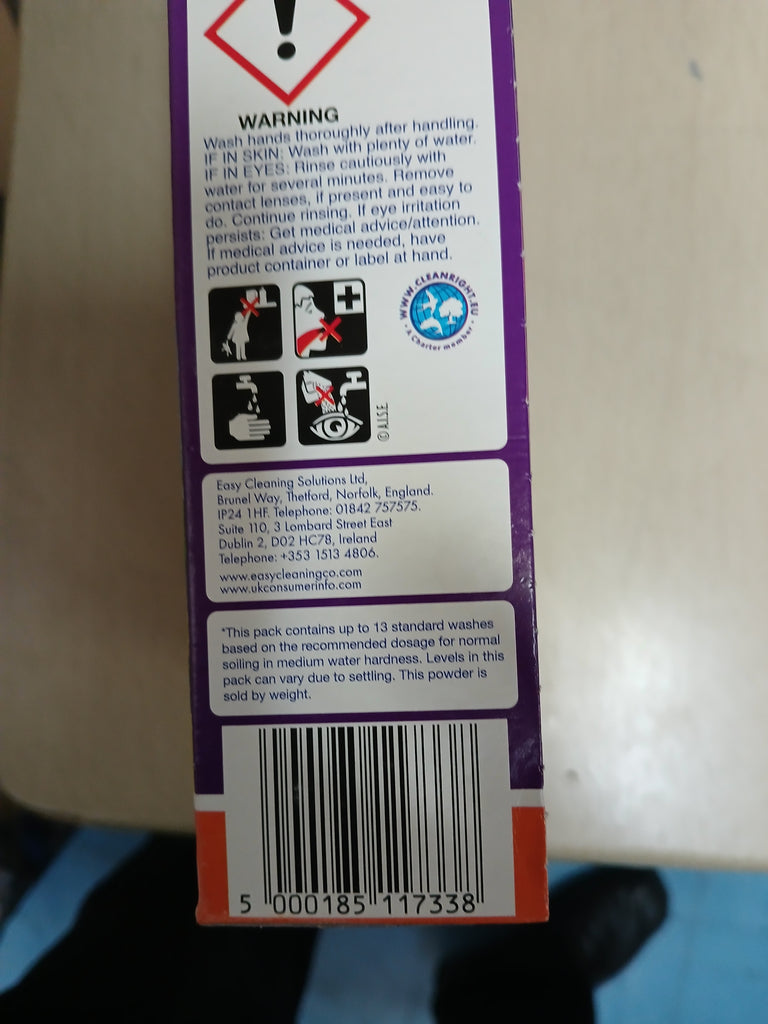 WARNING
Wash hands thoroughly after handling.
IF IN SKIN: Wash with plenty of water.
IF IN EYES: Rinse cautiously with
water for several minutes. Remove
contact lenses, if present and easy to
do. Continue rinsing. If eye irritation
persists: Get medical advice/attention.
If medical advice is needed, have
product container or label at hand.
WWW.CLEANRIGHT.EU
• A Charter member •
© A.I.S.E.
Easy Cleaning Solutions Ltd,
Brunel Way, Thetford, Norfolk, England.
IP24 1HF. Telephone: 01842 757575.
Suite 110, 3 Lombard Street East
Dublin 2, D02 HC78, Ireland
Telephone: +353 1513 4806.
www.easycleaningco.com
www.ukconsumerinfo.com
*This pack contains up to 13 standard washes
based on the recommended dosage for normal
soiling in medium water hardness. Levels in this
pack can vary due to settling. This powder is
sold by weight.
5 000185 117338